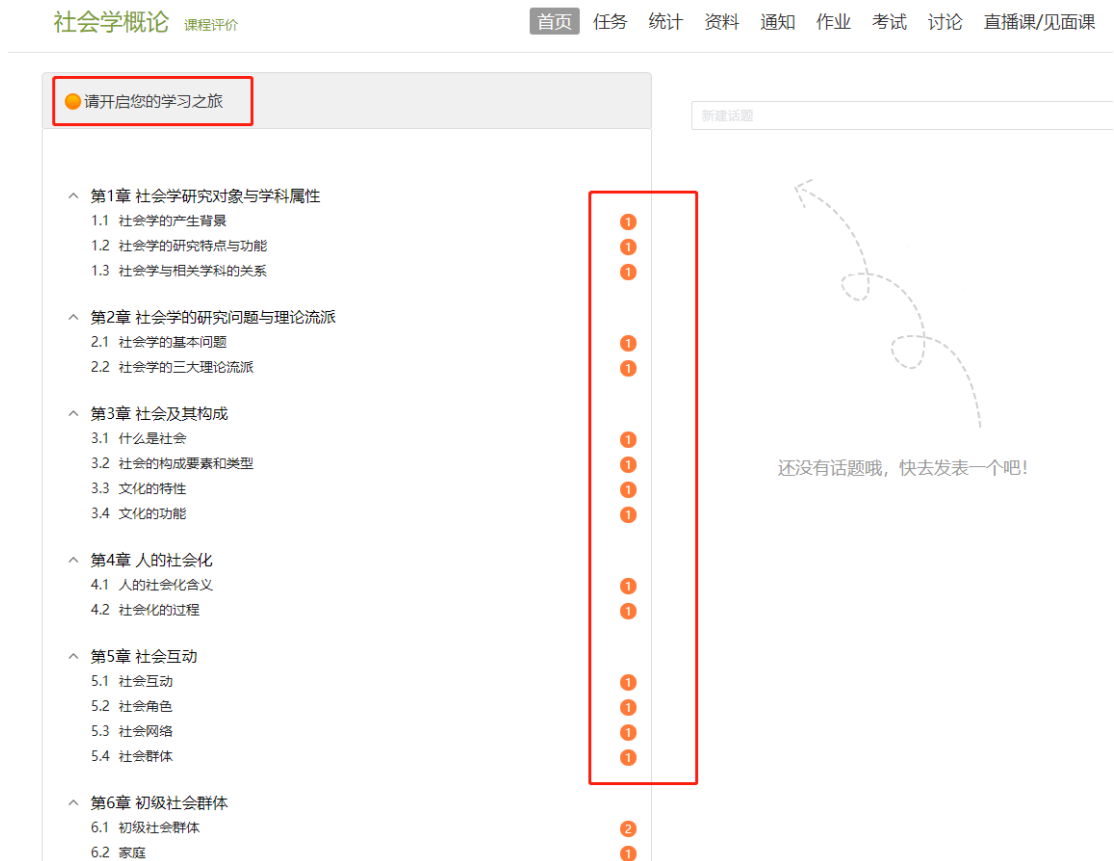 社会学概论 课程评价
首页 任务 统计 资料 通知 作业 考试 讨论 直播课/见面课
请开启您的学习之旅
第1章 社会学研究对象与学科属性
1.1 社会学的产生背景 1
1.2 社会学的研究特点与功能 1
1.3 社会学与相关学科的关系 1
第2章 社会学的研究问题与理论流派
2.1 社会学的基本问题 1
2.2 社会学的三大理论流派 1
第3章 社会及其构成
3.1 什么是社会 1
3.2 社会的构成要素和类型 1
3.3 文化的特性 1
3.4 文化的功能 1
第4章 人的社会化
4.1 人的社会化含义 1
4.2 社会化的过程 1
第5章 社会互动
5.1 社会互动 1
5.2 社会角色 1
5.3 社会网络 1
5.4 社会群体 1
第6章 初级社会群体
6.1 初级社会群体 2
6.2 家庭 1
新建话题
还没有话题哦，快去发表一个吧！